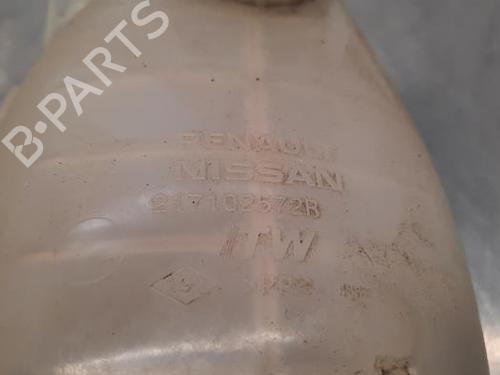 B-PARTS
RENAULT
NISSAN
217102572R
ITW